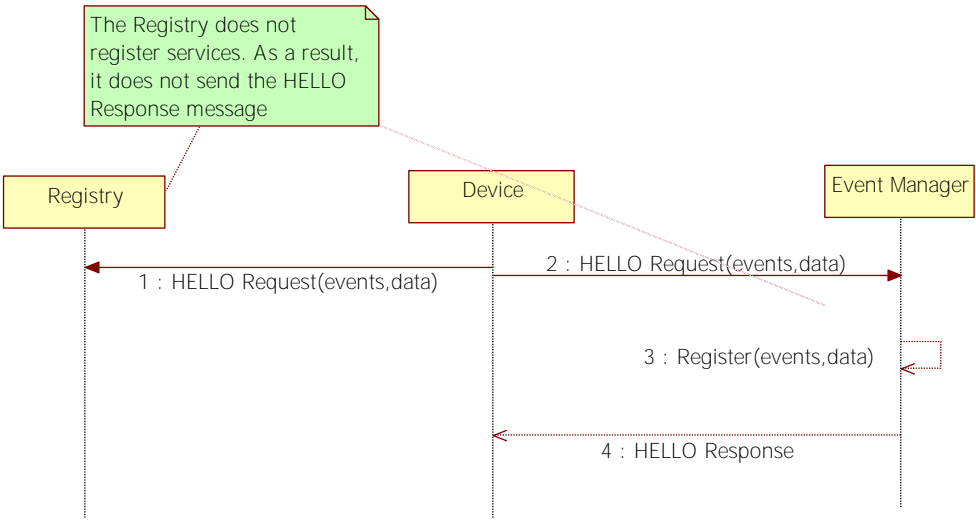 The Registry does not
register services. As a result,
it does not send the HELLO
Response message
Registry
Device
Event Manager
1 : HELLO Request(events,data)
2 : HELLO Request(events,data)
3 : Register(events,data)
4 : HELLO Response